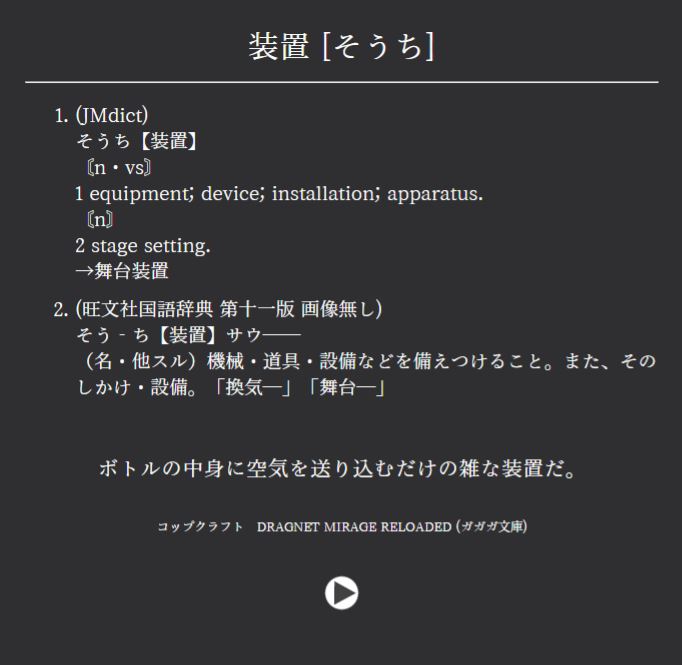 装置 [そうち]
1. (JMdict)
そうち【装置】
〘n・vs〙
1 equipment; device; installation; apparatus.
〘n〙
2 stage setting.
→舞台装置
2. (旺文社国語辞典 第十一版 画像無し)
そう‐ち【装置】サウ──
（名・他スル）機械・道具・設備などを備えつけること。また、その
しかけ・設備。「換気─」「舞台─」
ボトルの中身に空気を送り込むだけの雑な装置だ。
コップクラフト　DRAGNET MIRAGE RELOADED (ガガガ文庫)